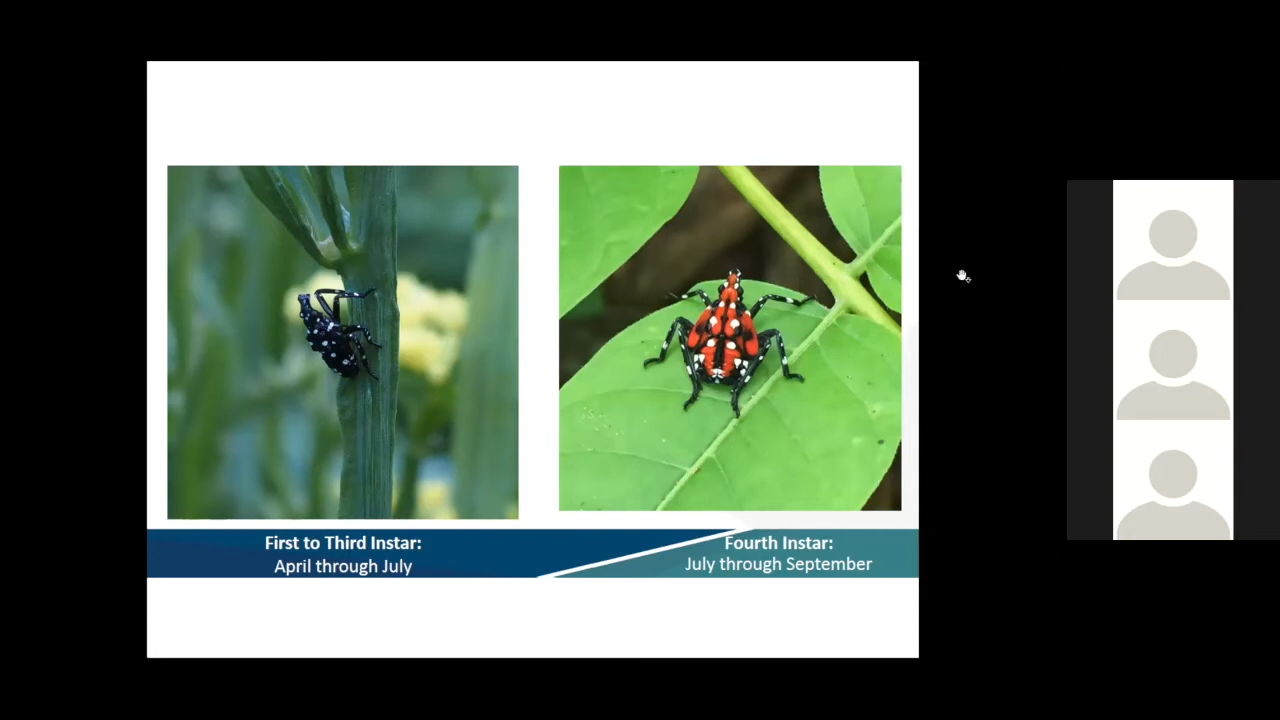 First to Third Instar:
April through July
Fourth Instar:
July through September